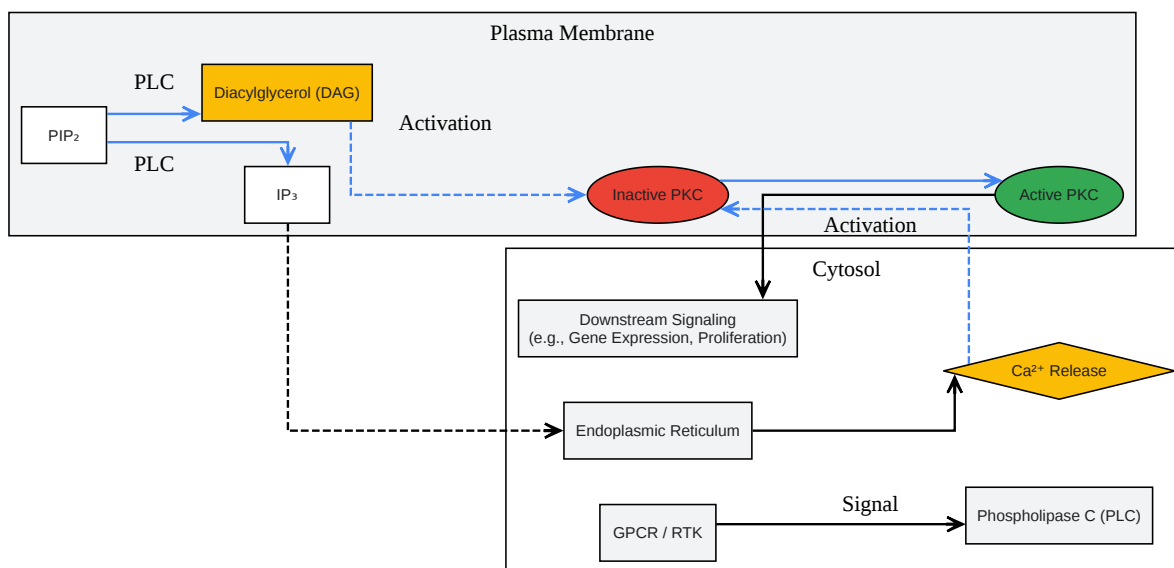 Plasma Membrane
PLC
Diacylglycerol (DAG)
Activation
PIP₂
PLC
IP₃
Inactive PKC
Active PKC
Activation
Cytosol
Downstream Signaling
(e.g., Gene Expression, Proliferation)
Ca²⁺ Release
Endoplasmic Reticulum
Signal
GPCR / RTK
Phospholipase C (PLC)